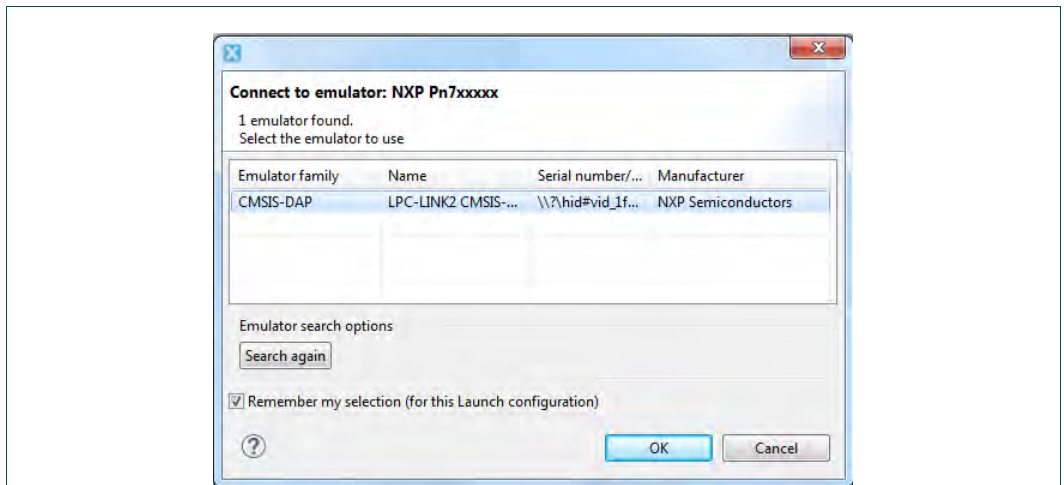 Connect to emulator: NXP Pn7xxxxx
1 emulator found.
Select the emulator to use
Emulator family Name Serial number/... Manufacturer
CMSIS-DAP LPC-LINK2 CMSIS-... \\?\hid#vid_1f... NXP Semiconductors
Emulator search options
Search again
Remember my selection (for this Launch configuration)
OK Cancel